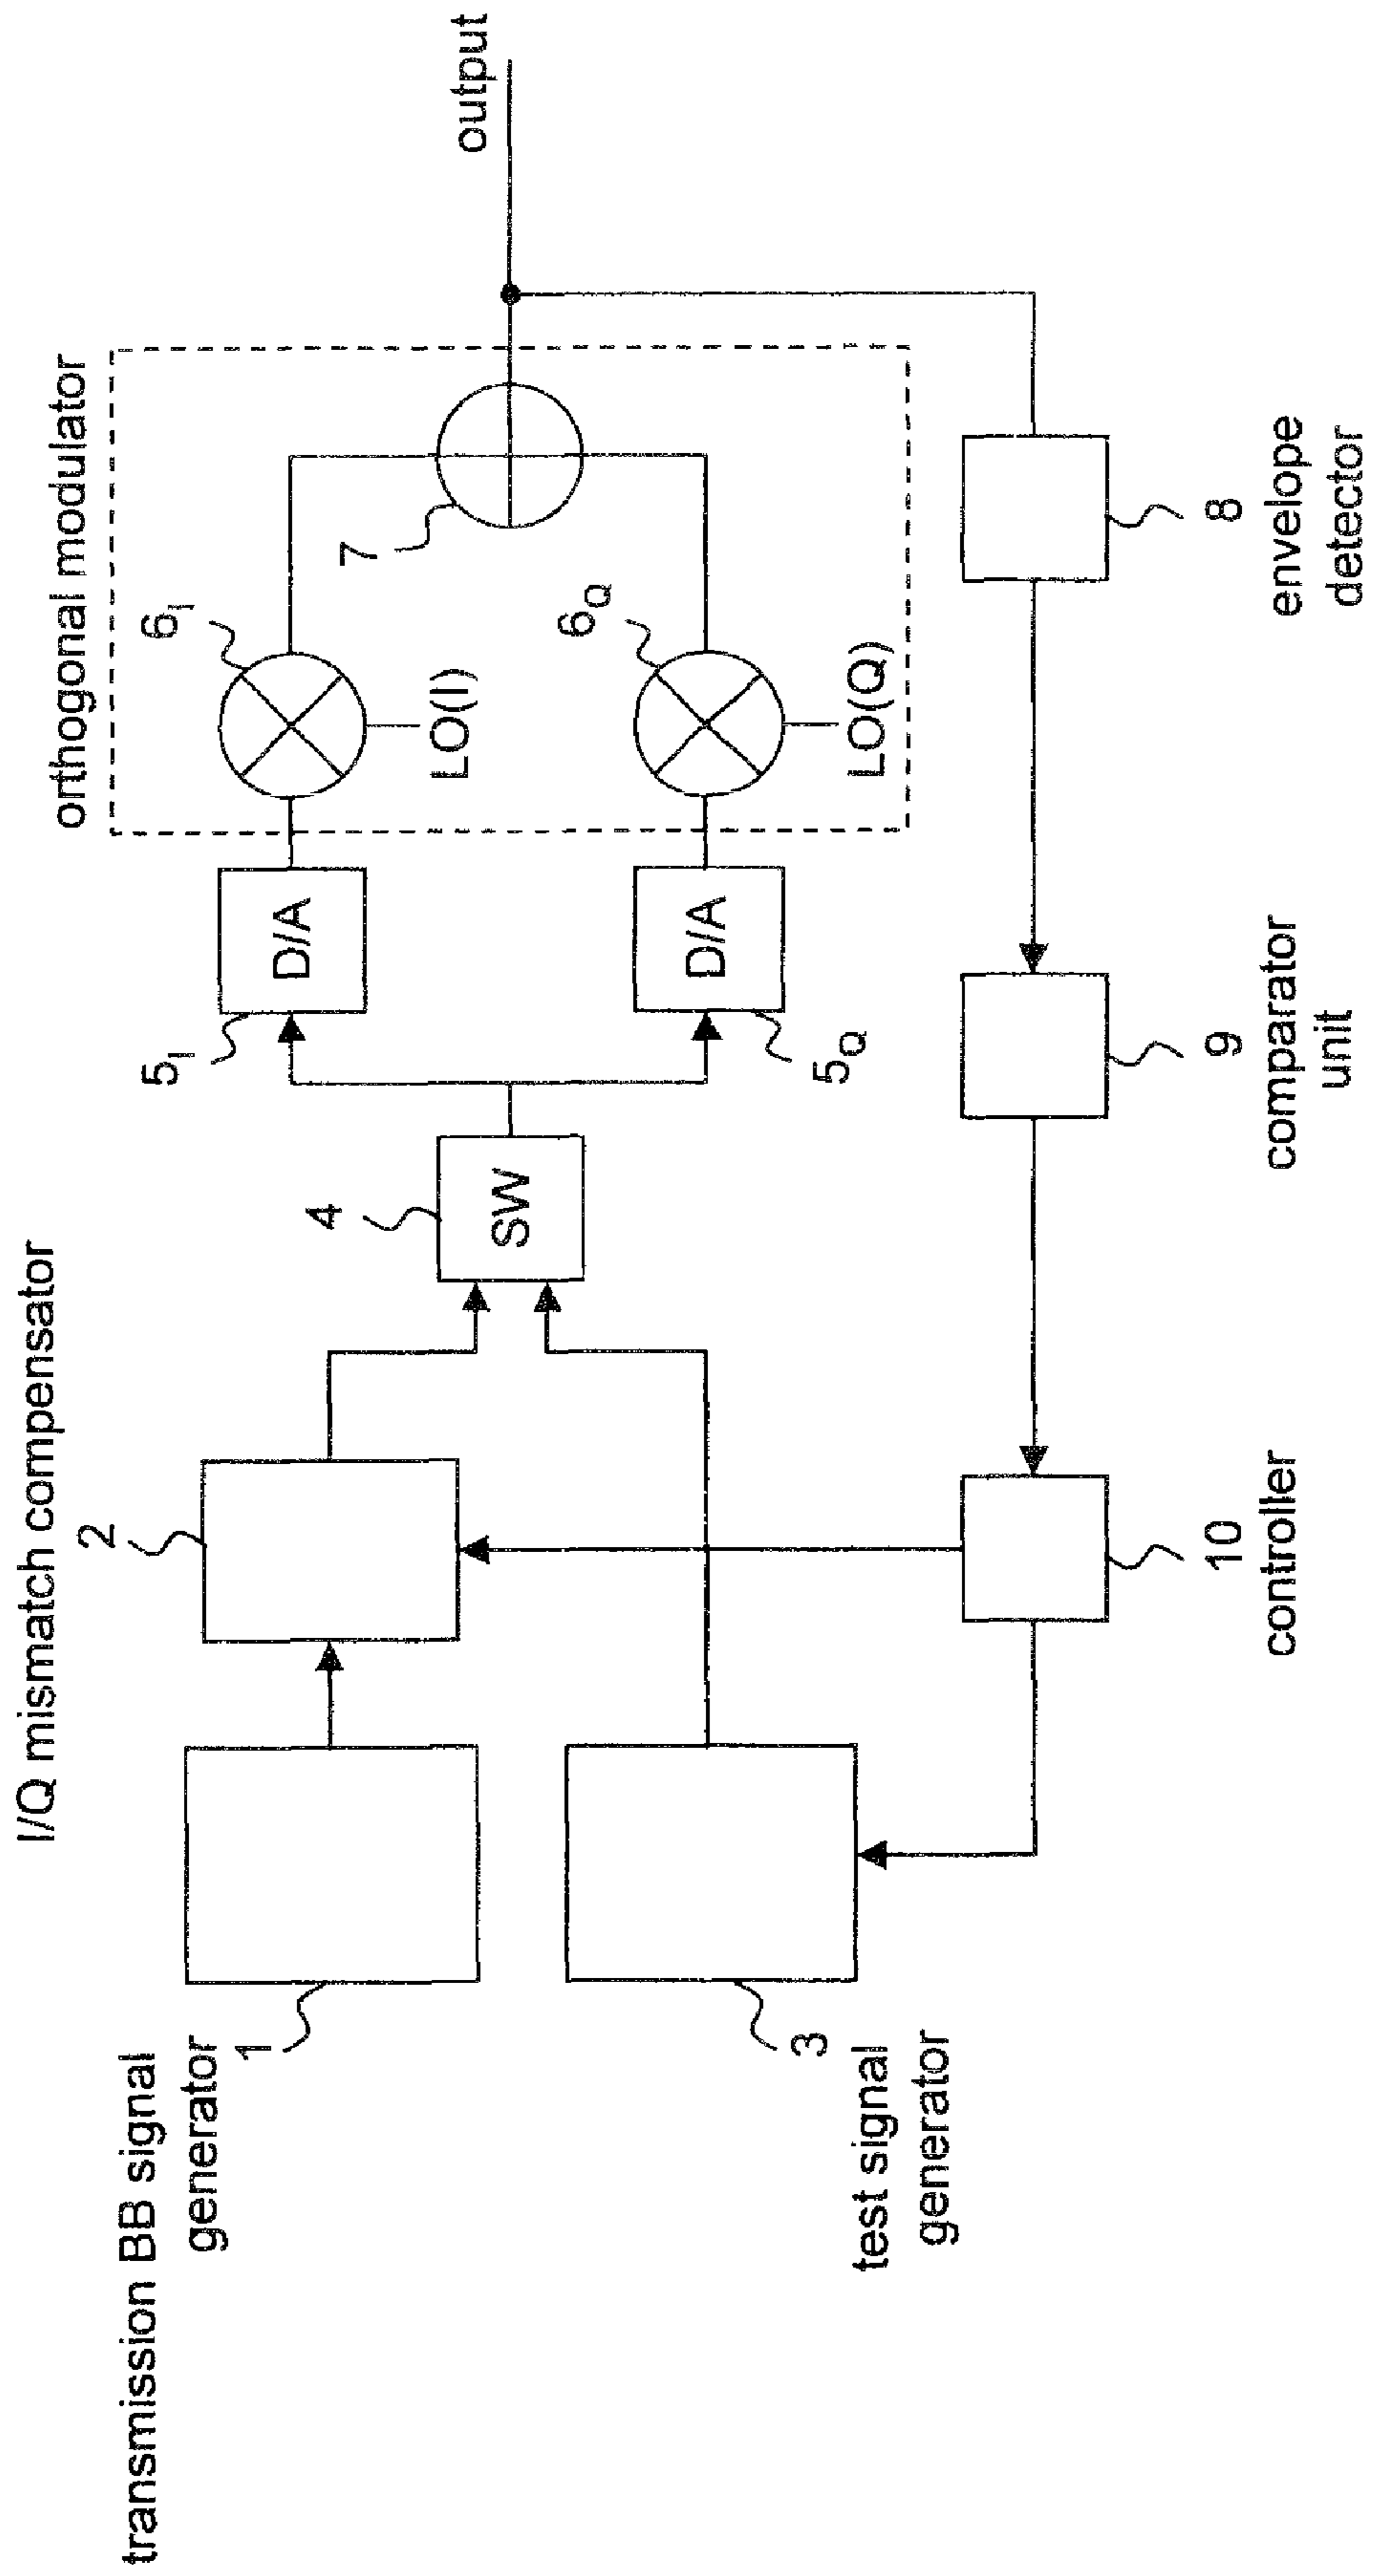 I/Q mismatch compensator
2
transmission BB signal
generator
1
3
test signal
generator
4
SW
5I
D/A
5Q
D/A
orthogonal modulator
6I
LO(I)
6Q
LO(Q)
7
output
8
envelope
detector
9
comparator
unit
10
controller